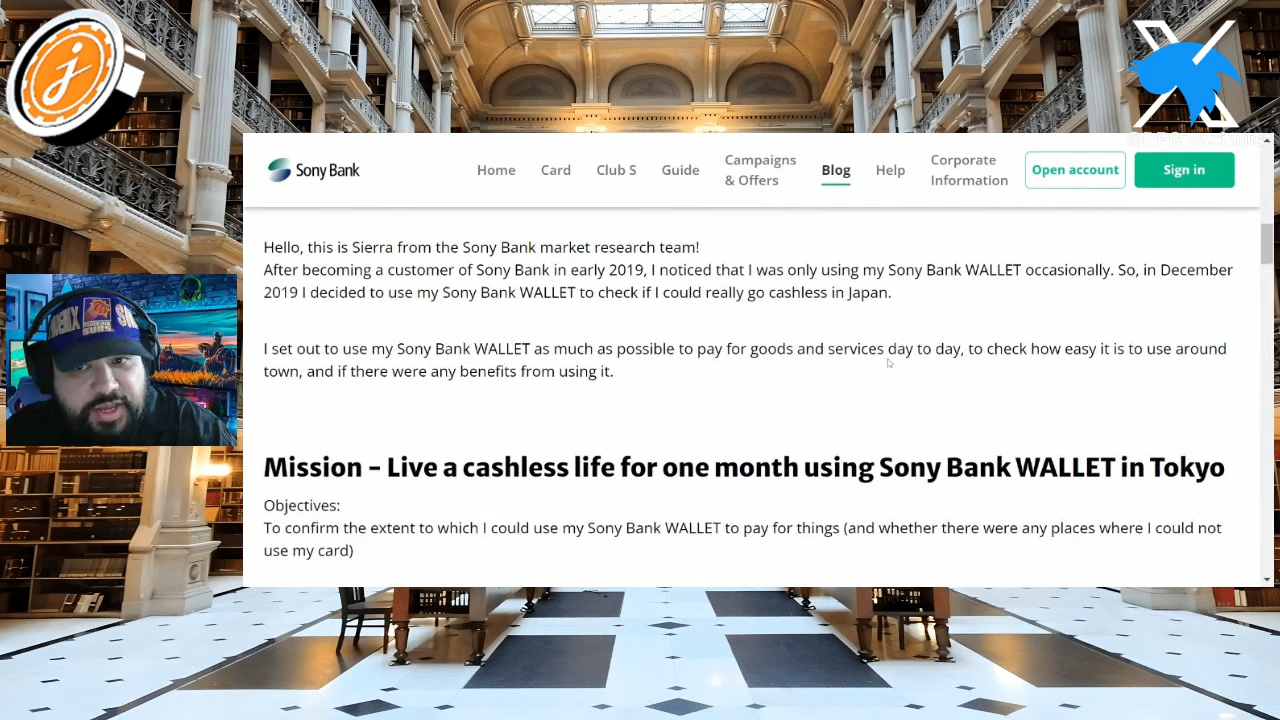 Sony Bank
Home
Card
Club S
Guide
Campaigns
& Offers
Blog
Help
Corporate
Information
Open account
Sign in
Hello, this is Sierra from the Sony Bank market research team!
After becoming a customer of Sony Bank in early 2019, I noticed that I was only using my Sony Bank WALLET occasionally. So, in December
2019 I decided to use my Sony Bank WALLET to check if I could really go cashless in Japan.
I set out to use my Sony Bank WALLET as much as possible to pay for goods and services day to day, to check how easy it is to use around
town, and if there were any benefits from using it.
Mission – Live a cashless life for one month using Sony Bank WALLET in Tokyo
Objectives:
To confirm the extent to which I could use my Sony Bank WALLET to pay for things (and whether there were any places where I could not
use my card)